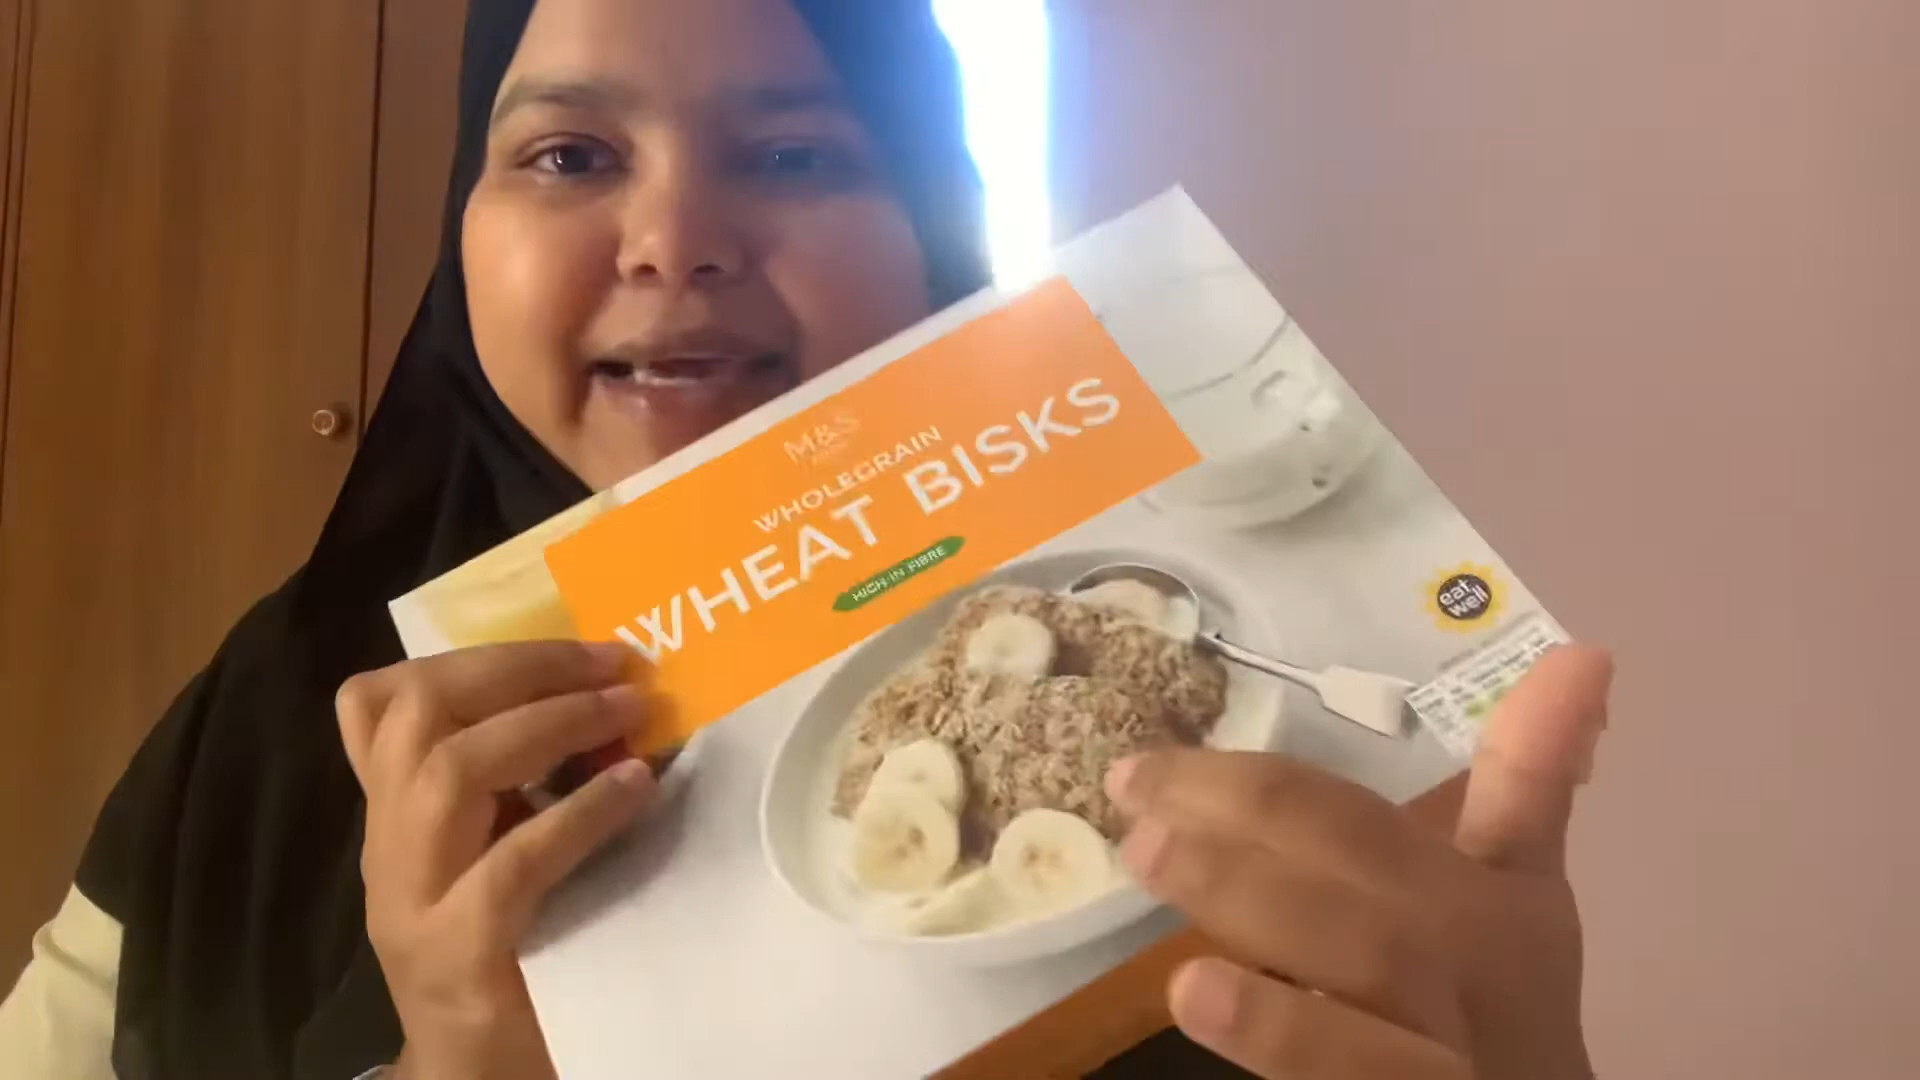 M&S
WHOLEGRAIN
WHEAT BISKS
HIGH IN FIBRE
eat
well